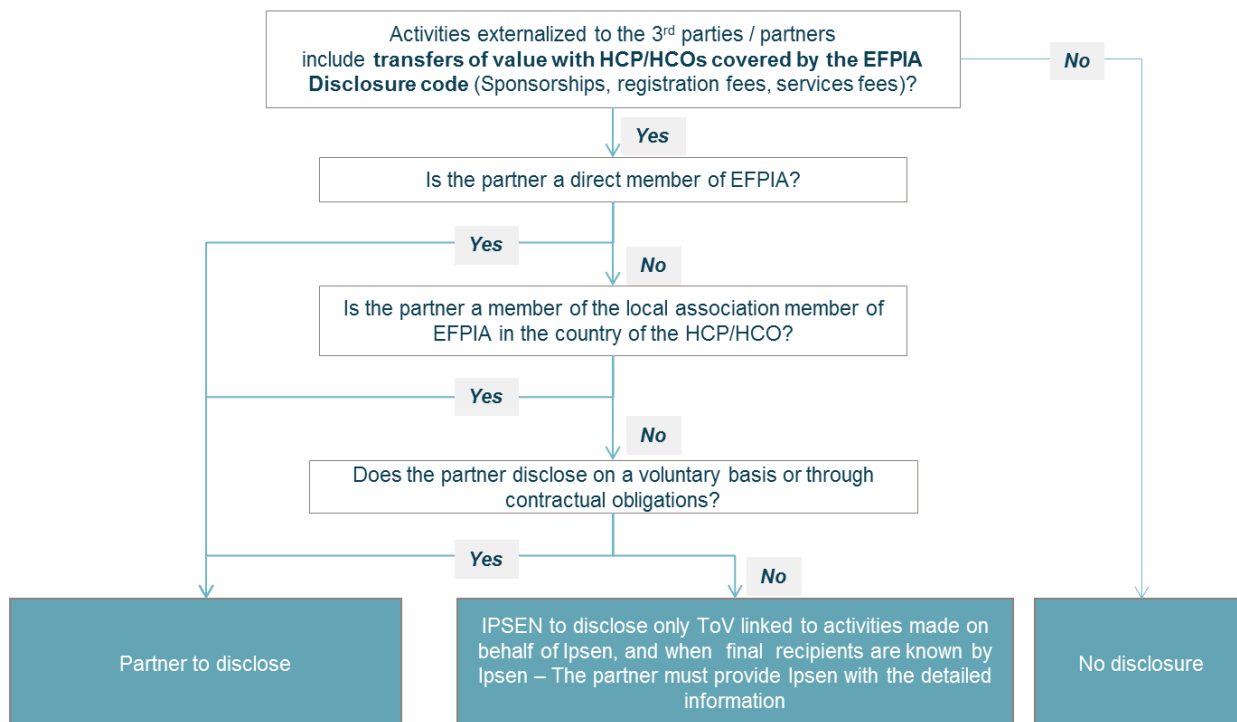 Activities externalized to the 3rd parties / partners
include transfers of value with HCP/HCOs covered by the EFPIA
Disclosure code (Sponsorships, registration fees, services fees)?
No
Yes
Is the partner a direct member of EFPIA?
Yes
No
Is the partner a member of the local association member of
EFPIA in the country of the HCP/HCO?
Yes
No
Does the partner disclose on a voluntary basis or through
contractual obligations?
Yes
No
Partner to disclose
IPSEN to disclose only ToV linked to activities made on
behalf of Ipsen, and when final recipients are known by
Ipsen – The partner must provide Ipsen with the detailed
information
No disclosure